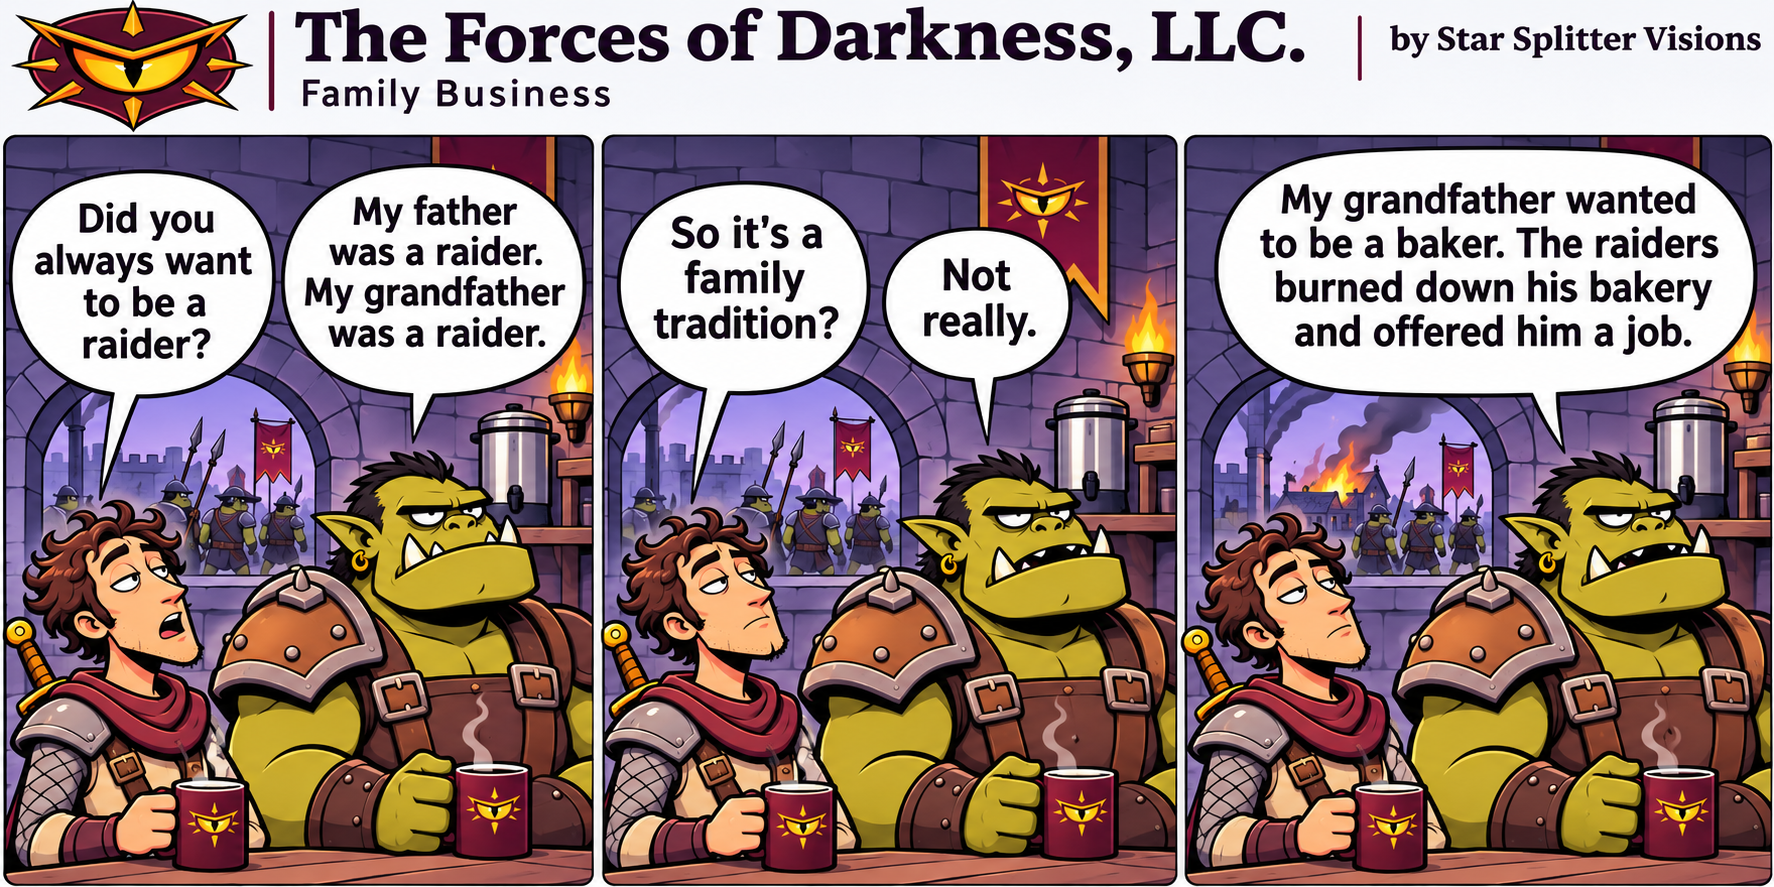 The Forces of Darkness, LLC.
Family Business
by Star Splitter Visions
Did you
always want
to be a
raider?
My father
was a raider.
My grandfather
was a raider.
So it's a
family
tradition?
Not
really.
My grandfather wanted
to be a baker. The raiders
burned down his bakery
and offered him a job.